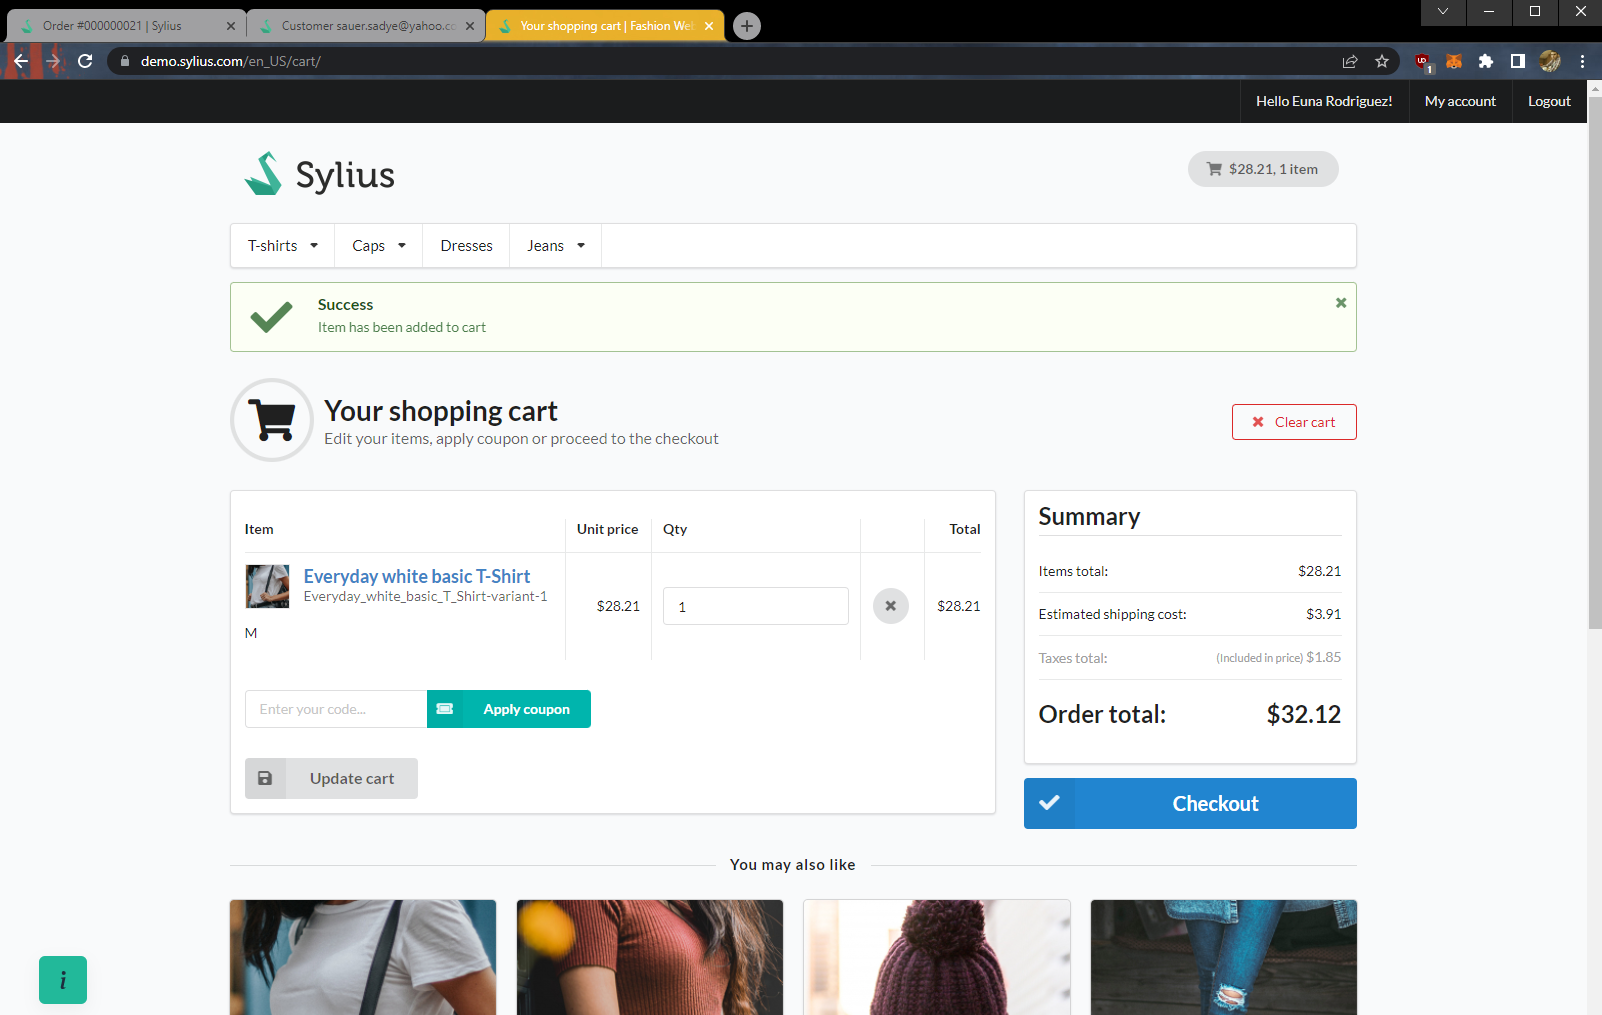 Order #000000021 | Sylius
Customer sauer.sadye@yahoo.co
Your shopping cart | Fashion Web
demo.sylius.com/en_US/cart/
1
Hello Euna Rodriguez!
My account
Logout
Sylius
$28.21, 1 item
T-shirts
Caps
Dresses
Jeans
Success
Item has been added to cart
Your shopping cart
Edit your items, apply coupon or proceed to the checkout
Clear cart
Item
Unit price
Qty
Total
Everyday white basic T-Shirt
Everyday_white_basic_T_Shirt-variant-1
M
$28.21
1
$28.21
Enter your code...
Apply coupon
Update cart
Summary
Items total: $28.21
Estimated shipping cost: $3.91
Taxes total: (Included in price) $1.85
Order total: $32.12
Checkout
You may also like
i